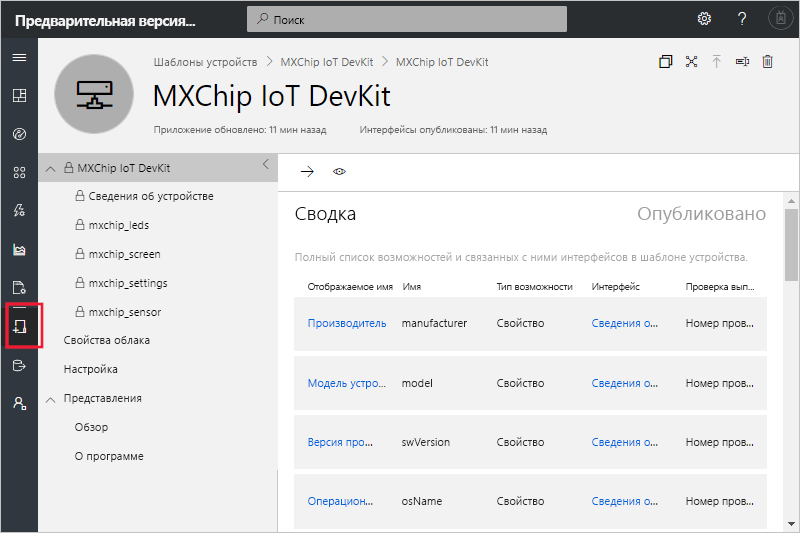 Предварительная версия...
Поиск
?
Шаблоны устройств > MXChip IoT DevKit > MXChip IoT DevKit
MXChip IoT DevKit
Приложение обновлено: 11 мин назад Интерфейсы опубликованы: 11 мин назад
MXChip IoT DevKit
Сведения об устройстве
mxchip_leds
mxchip_screen
mxchip_settings
mxchip_sensor
Свойства облака
Настройка
Представления
Обзор
О программе
Сводка Опубликовано
Полный список возможностей и связанных с ними интерфейсов в шаблоне устройства.
Отображаемое имя Имя Тип возможности Интерфейс Проверка вып...
Производитель manufacturer Свойство Сведения о... Номер пров...
Модель устро... model Свойство Сведения о... Номер пров...
Версия про... swVersion Свойство Сведения о... Номер пров...
Операцион... osName Свойство Сведения о... Номер пров...